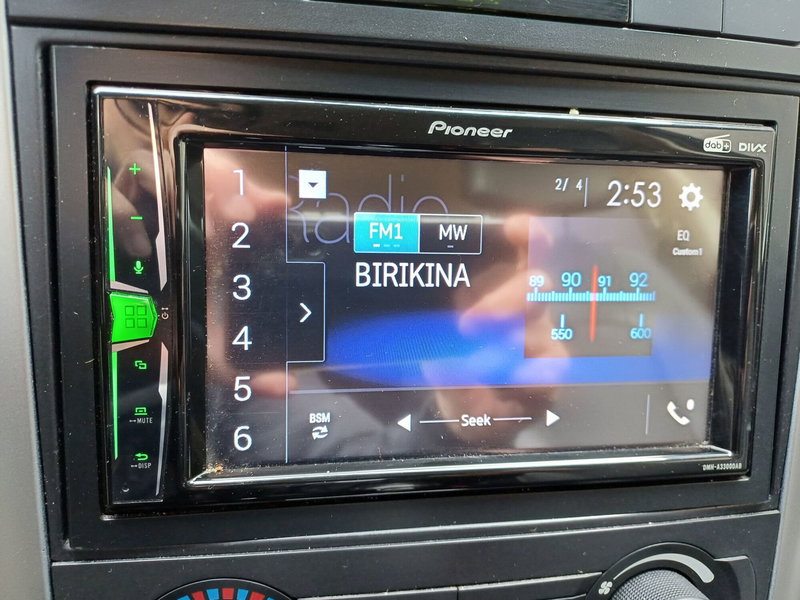 Pioneer
dab+ DIVX
Radio
2/ 4 2:53
FM1 MW
EQ
Custom1
BIRIKINA
89 90 91 92
550 600
1
2
3
4
5
6
BSM
Seek
MUTE
DISP
DMH-A3300DAB